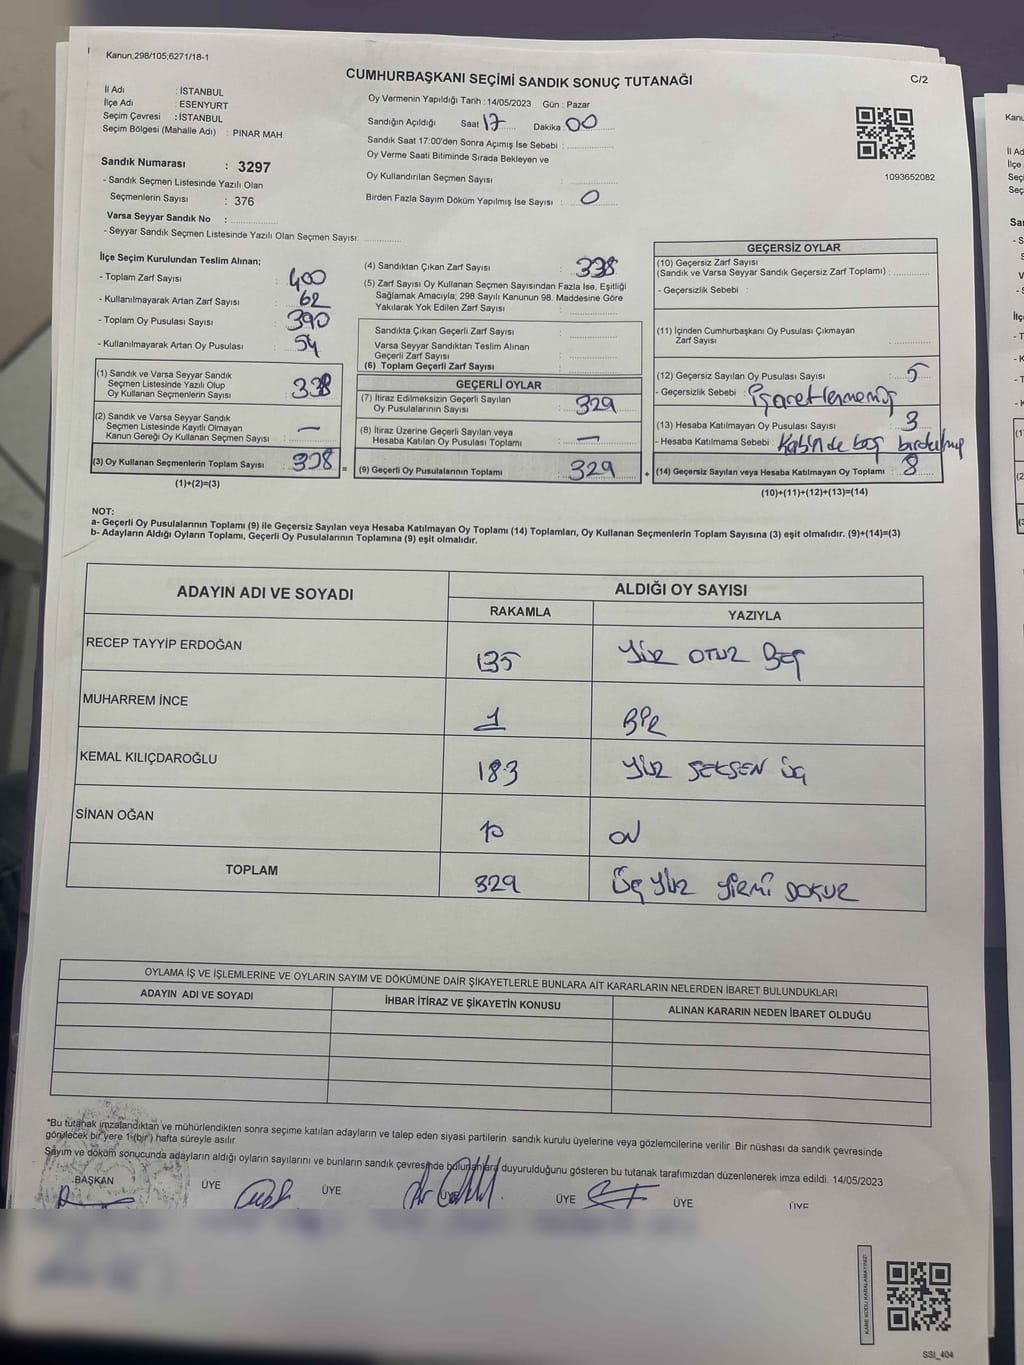 Kanun;298/105;6271/18-1
CUMHURBAŞKANI SEÇİMİ SANDIK SONUÇ TUTANAĞI
C/2
İl Adı : İSTANBUL
İlçe Adı : ESENYURT
Seçim Çevresi : İSTANBUL
Seçim Bölgesi (Mahalle Adı) : PINAR MAH
Sandık Numarası : 3297
- Sandık Seçmen Listesinde Yazılı Olan
Seçmenlerin Sayısı : 376
Varsa Seyyar Sandık No :
- Seyyar Sandık Seçmen Listesinde Yazılı Olan Seçmen Sayısı:
Oy Vermenin Yapıldığı Tarih : 14/05/2023 Gün : Pazar
Sandığın Açıldığı Saat 17 Dakika 00
Sandık Saat 17:00'den Sonra Açımış İse Sebebi :
Oy Verme Saati Bitiminde Sırada Bekleyen ve
Oy Kullandırılan Seçmen Sayısı :
Birden Fazla Sayım Döküm Yapılmış İse Sayısı : 0
1093652082
İlçe Seçim Kurulundan Teslim Alınan;
- Toplam Zarf Sayısı : 400
- Kullanılmayarak Artan Zarf Sayısı : 62
- Toplam Oy Pusulası Sayısı : 390
- Kullanılmayarak Artan Oy Pusulası : 54
(1) Sandık ve Varsa Seyyar Sandık
Seçmen Listesinde Yazılı Olup
Oy Kullanan Seçmenlerin Sayısı : 338
(2) Sandık ve Varsa Seyyar Sandık
Seçmen Listesinde Kayıtlı Olmayan
Kanun Gereği Oy Kullanan Seçmen Sayısı : —
(3) Oy Kullanan Seçmenlerin Toplam Sayısı : 338
(1)+(2)=(3)
(4) Sandıktan Çıkan Zarf Sayısı : 338
(5) Zarf Sayısı Oy Kullanan Seçmen Sayısından Fazla İse, Eşitliği
Sağlamak Amacıyla; 298 Sayılı Kanunun 98. Maddesine Göre
Yakılarak Yok Edilen Zarf Sayısı :
Sandıkta Çıkan Geçerli Zarf Sayısı :
Varsa Seyyar Sandıktan Teslim Alınan
Geçerli Zarf Sayısı :
(6) Toplam Geçerli Zarf Sayısı
GEÇERLİ OYLAR
(7) İtiraz Edilmeksizin Geçerli Sayılan
Oy Pusulalarının Sayısı : 329
(8) İtiraz Üzerine Geçerli Sayılan veya
Hesaba Katılan Oy Pusulası Toplamı : —
(9) Geçerli Oy Pusulalarının Toplamı : 329
GEÇERSİZ OYLAR
(10) Geçersiz Zarf Sayısı
(Sandık ve Varsa Seyyar Sandık Geçersiz Zarf Toplamı) :
- Geçersizlik Sebebi :
(11) İçinden Cumhurbaşkanı Oy Pusulası Çıkmayan
Zarf Sayısı :
(12) Geçersiz Sayılan Oy Pusulası Sayısı : 5
- Geçersizlik Sebebi : İşaretlenmemiş
(13) Hesaba Katılmayan Oy Pusulası Sayısı : 3
- Hesaba Katılmama Sebebi : Kabinde boş
(14) Geçersiz Sayılan veya Hesaba Katılmayan Oy Toplamı : 8
(10)+(11)+(12)+(13)=(14)
NOT:
a- Geçerli Oy Pusulalarının Toplamı (9) ile Geçersiz Sayılan veya Hesaba Katılmayan Oy Toplamı (14) Toplamları, Oy Kullanan Seçmenlerin Toplam Sayısına (3) eşit olmalıdır. (9)+(14)=(3)
b- Adayların Aldığı Oyların Toplamı, Geçerli Oy Pusulalarının Toplamına (9) eşit olmalıdır.
ADAYIN ADI VE SOYADI
ALDIĞI OY SAYISI
RAKAMLA YAZIYLA
RECEP TAYYİP ERDOĞAN 135 YÜZ OTUZ BEŞ
MUHARREM İNCE 1 BİR
KEMAL KILIÇDAROĞLU 183 YÜZ SEKSEN ÜÇ
SİNAN OĞAN 10 ON
TOPLAM 329 ÜÇ YÜZ YİRMİ DOKUZ
OYLAMA İŞ VE İŞLEMLERİNE VE OYLARIN SAYIM VE DÖKÜMÜNE DAİR ŞİKAYETLERLE BUNLARA AİT KARARLARIN NELERDEN İBARET BULUNDUKLARI
ADAYIN ADI VE SOYADI İHBAR İTİRAZ VE ŞİKAYETİN KONUSU ALINAN KARARIN NEDEN İBARET OLDUĞU
*Bu tutanak imzalandıktan ve mühürlendikten sonra seçime katılan adayların ve talep eden siyasi partilerin sandık kurulu üyelerine veya gözlemcilerine verilir Bir nüshası da sandık çevresinde
görülecek bir yere 1 (bir) hafta süreyle asılır.
Sayım ve döküm sonucunda adayların aldığı oyların sayılarını ve bunların sandık çevresinde bulunanlara duyurulduğunu gösteren bu tutanak tarafımızdan düzenlenerek imza edildi. 14/05/2023
BAŞKAN ÜYE ÜYE ÜYE ÜYE ÜYE ÜYE
SSI_404